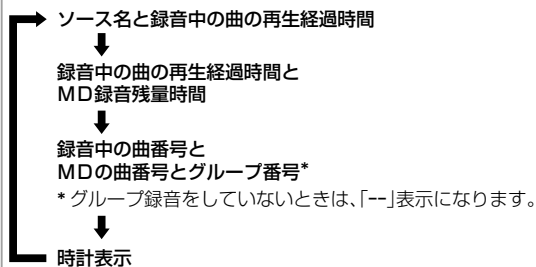 ソース名と録音中の曲の再生経過時間
録音中の曲の再生経過時間と
MD録音残量時間
録音中の曲番号と
MDの曲番号とグループ番号*
* グループ録音をしていないときは、「--」表示になります。
時計表示